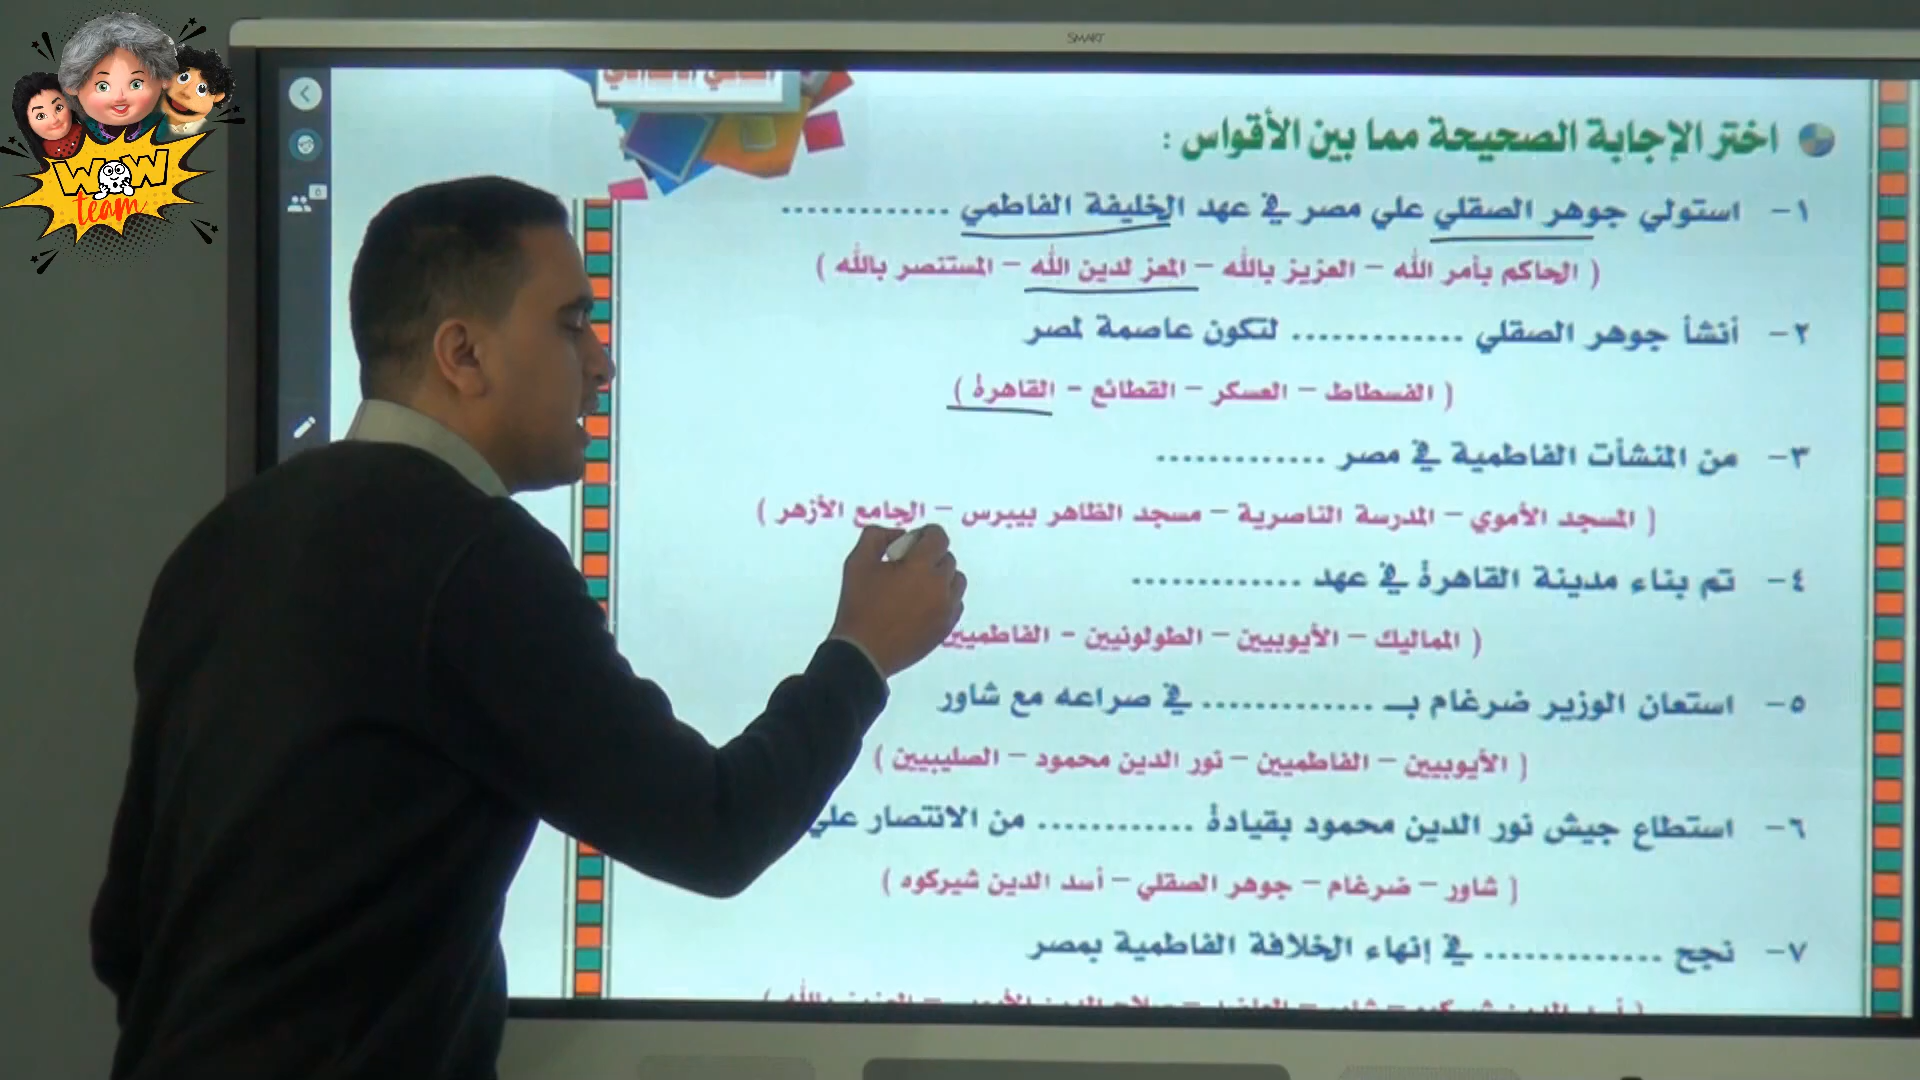 SMART
WOW
team
6
اختر الإجابة الصحيحة مما بين الأقواس :
١- استولي جوهر الصقلي علي مصر في عهد الخليفة الفاطمي .............
( الحاكم بأمر الله – العزيز بالله – المعز لدين الله – المستنصر بالله )
٢- أنشأ جوهر الصقلي ............. لتكون عاصمة لمصر
( الفسطاط – العسكر – القطائع – القاهرة )
٣- من المنشأت الفاطمية في مصر .............
( المسجد الأموي – المدرسة الناصرية – مسجد الظاهر بيبرس – الجامع الأزهر )
٤- تم بناء مدينة القاهرة في عهد .............
( المماليك – الأيوبيين – الطولونيين – الفاطميين
٥- استعان الوزير ضرغام بـ ............. في صراعه مع شاور
( الأيوبيين – الفاطميين – نور الدين محمود – الصليبيين )
٦- استطاع جيش نور الدين محمود بقيادة ............ من الانتصار علي
( شاور – ضرغام – جوهر الصقلي – أسد الدين شيركوه )
٧- نجح ............. في إنهاء الخلافة الفاطمية بمصر